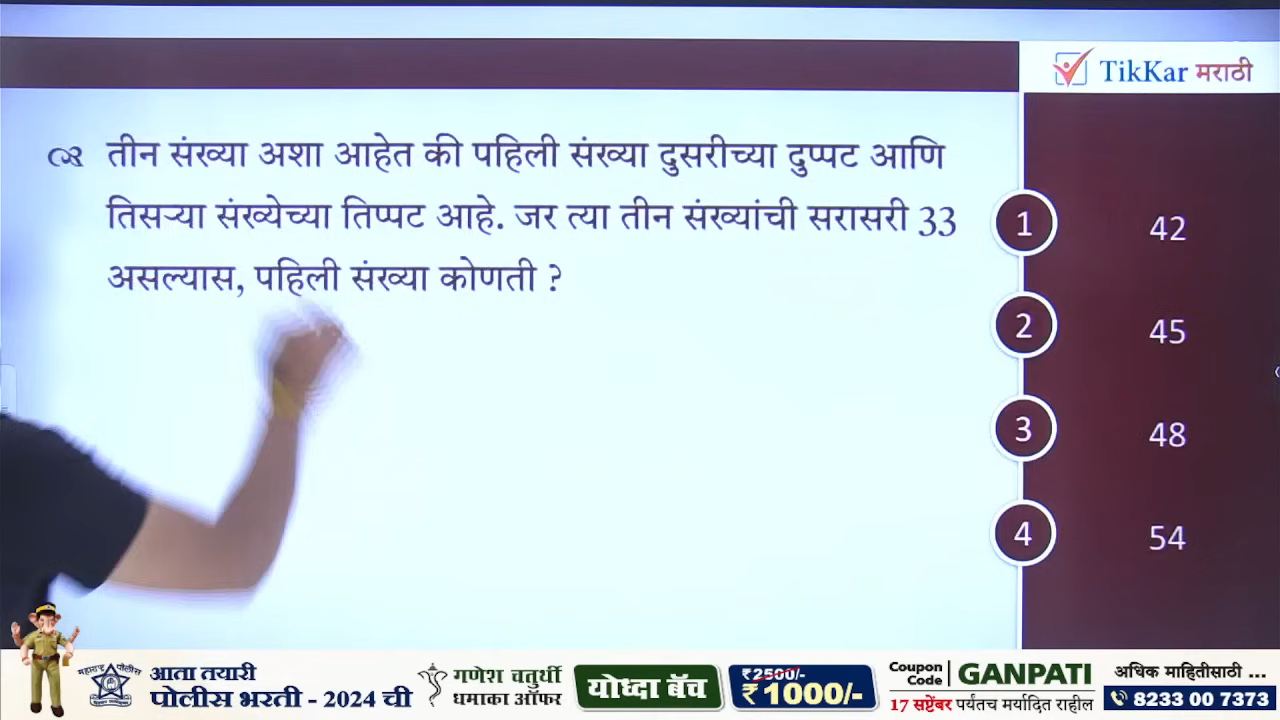 TikKar मराठी
तीन संख्या अशा आहेत की पहिली संख्या दुसरीच्या दुप्पट आणि
तिसऱ्या संख्येच्या तिप्पट आहे. जर त्या तीन संख्यांची सरासरी 33
असल्यास, पहिली संख्या कोणती ?
1 42
2 45
3 48
4 54
महाराष्ट्र पोलीस
आता तयारी
पोलीस भरती - 2024 ची
गणेश चतुर्थी
धमाका ऑफर
योध्दा बॅच
₹2500/-
₹1000/-
Coupon Code GANPATI
17 सप्टेंबर पर्यंतच मर्यादित राहील
अधिक माहितीसाठी ...
8233 00 7373